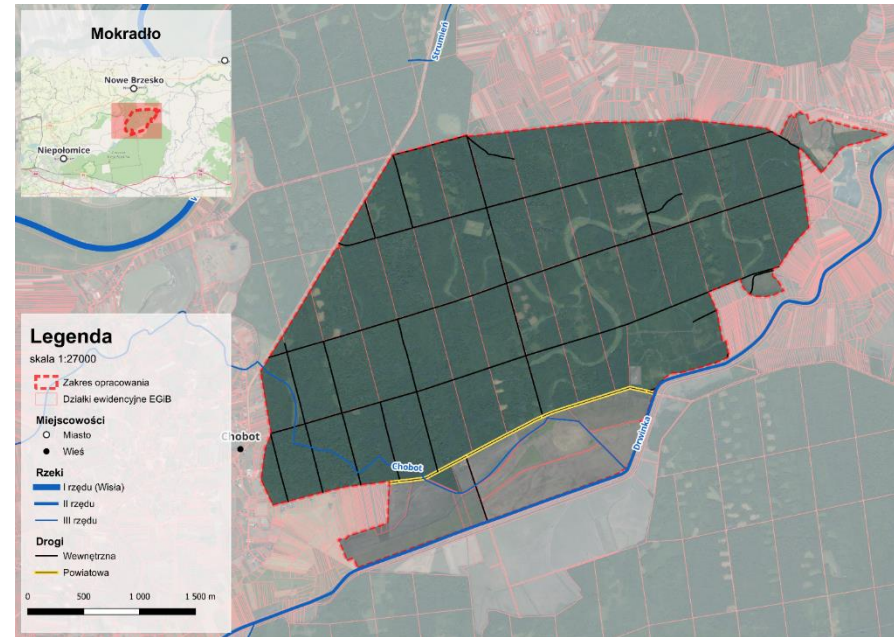 Mokradło
Nowe Brzesko
Niepołomice
Strumień
Legenda
skala 1:27000
Zakres opracowania
Działki ewidencyjne EGiB
Miejscowości
Miasto
Wieś
Rzeki
I rzędu (Wisła)
II rzędu
III rzędu
Drogi
Wewnętrzna
Powiatowa
0 500 1 000 1 500 m
Chobot
Chobot
Drwinka